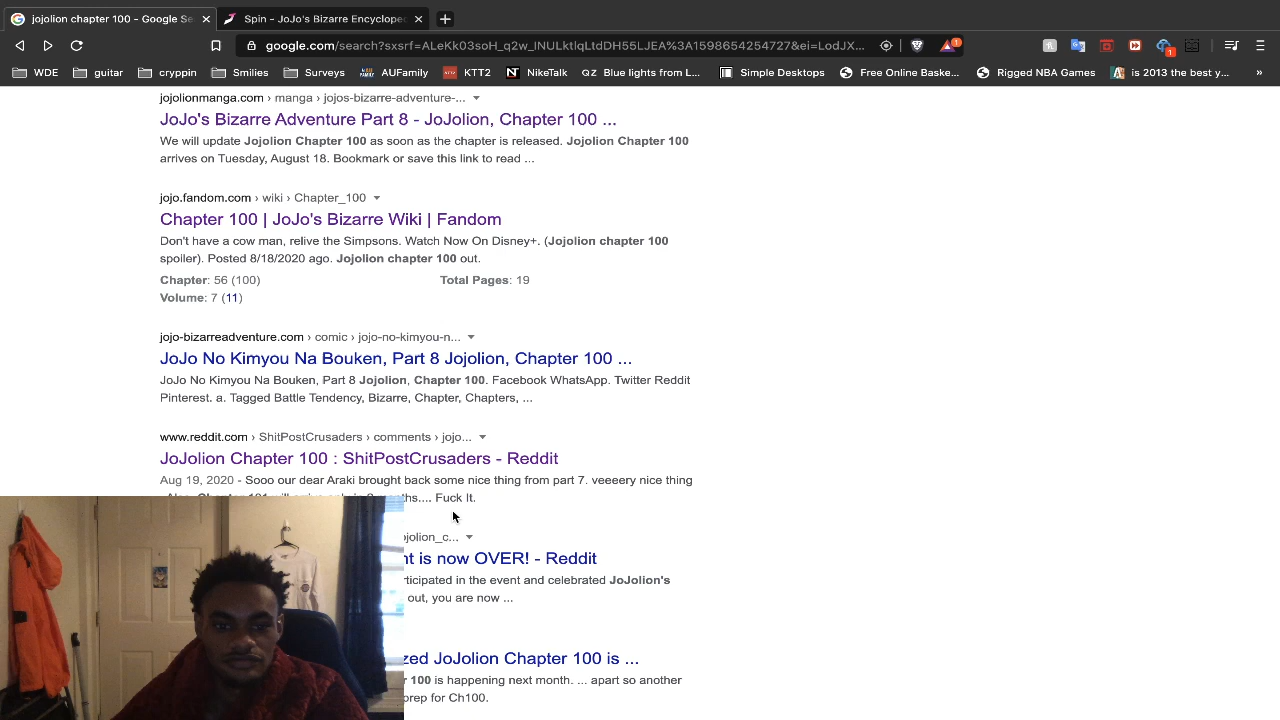 jojolion chapter 100 - Google Se
Spin - JoJo's Bizarre Encyclope
google.com/search?sxsrf=ALeKk03soH_q2w_INULktlqLtdDH55LJEA%3A1598654254727&ei=LodJX...
1
1
WDE guitar cryppin Smilies Surveys AUFamily KTT2 NikeTalk QZ Blue lights from L... Simple Desktops Free Online Baske... Rigged NBA Games is 2013 the best y... »
jojolionmanga.com › manga › jojos-bizarre-adventure-...
JoJo's Bizarre Adventure Part 8 - JoJolion, Chapter 100 ...
We will update Jojolion Chapter 100 as soon as the chapter is released. Jojolion Chapter 100
arrives on Tuesday, August 18. Bookmark or save this link to read ...
jojo.fandom.com › wiki › Chapter_100
Chapter 100 | JoJo's Bizarre Wiki | Fandom
Don't have a cow man, relive the Simpsons. Watch Now On Disney+. (Jojolion chapter 100
spoiler). Posted 8/18/2020 ago. Jojolion chapter 100 out.
Chapter: 56 (100) Total Pages: 19
Volume: 7 (11)
jojo-bizarreadventure.com › comic › jojo-no-kimyou-n...
JoJo No Kimyou Na Bouken, Part 8 Jojolion, Chapter 100 ...
JoJo No Kimyou Na Bouken, Part 8 Jojolion, Chapter 100. Facebook WhatsApp. Twitter Reddit
Pinterest. a. Tagged Battle Tendency, Bizarre, Chapter, Chapters, ...
www.reddit.com › ShitPostCrusaders › comments › jojo...
JoJolion Chapter 100 : ShitPostCrusaders - Reddit
Aug 19, 2020 - Sooo our dear Araki brought back some nice thing from part 7. veeeery nice thing
ths.... Fuck It.
ojolion_c...
nt is now OVER! - Reddit
rticipated in the event and celebrated JoJolion's
out, you are now ...
zed JoJolion Chapter 100 is ...
r 100 is happening next month. ... apart so another
prep for Ch100.